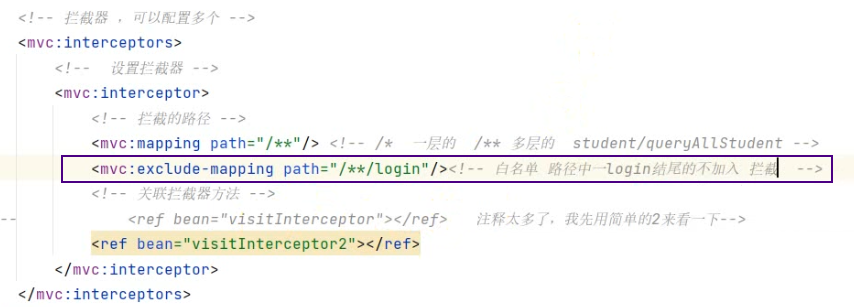 <!-- 拦截器 ，可以配置多个 -->
<mvc:interceptors>
<!--  设置拦截器 -->
<mvc:interceptor>
<!-- 拦截的路径 -->
<mvc:mapping path="/**"/> <!-- /*  一层的  /** 多层的  student/queryAllStudent -->
<mvc:exclude-mapping path="/**/login"/><!-- 白名单 路径中一login结尾的不加入 拦截  -->
<!-- 关联拦截器方法 -->
-- <ref bean="visitInterceptor"></ref>   注释太多了，我先用简单的2来看一下-->
<ref bean="visitInterceptor2"></ref>
</mvc:interceptor>
</mvc:interceptors>